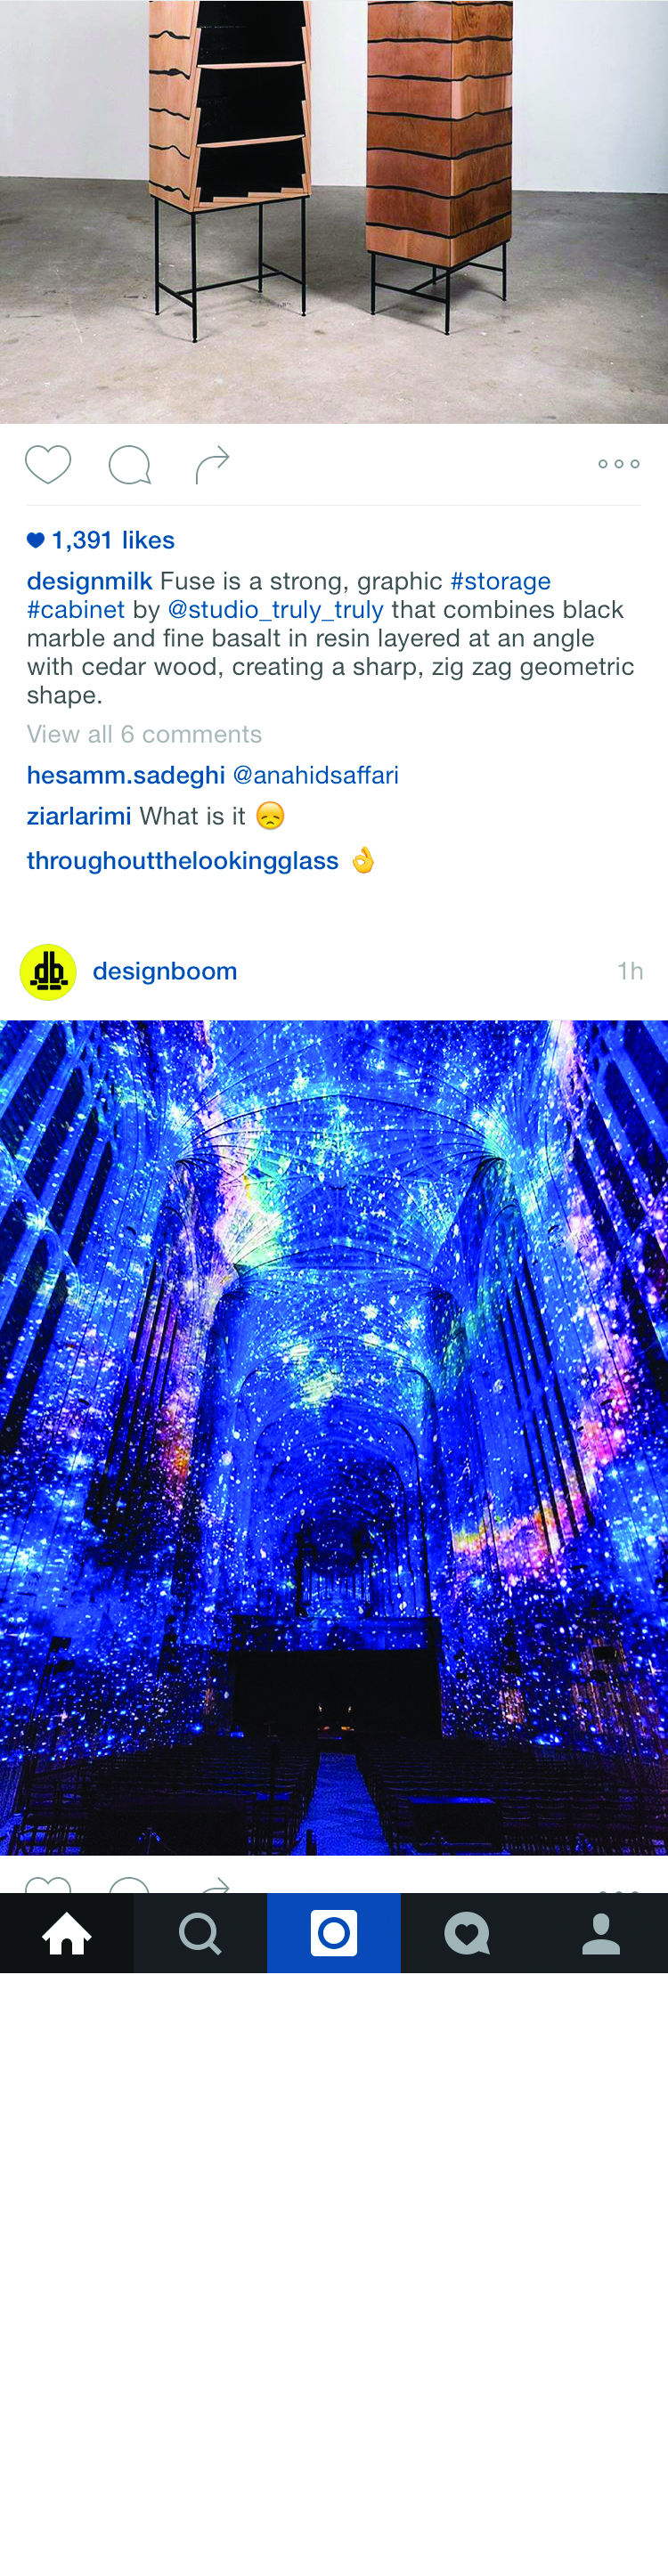 1,391 likes
designmilk Fuse is a strong, graphic #storage
#cabinet by @studio_truly_truly that combines black
marble and fine basalt in resin layered at an angle
with cedar wood, creating a sharp, zig zag geometric
shape.
View all 6 comments
hesamm.sadeghi @anahidsaffari
ziarlarimi What is it 😞
throughoutthelookingglass 👌
db
designboom 1h